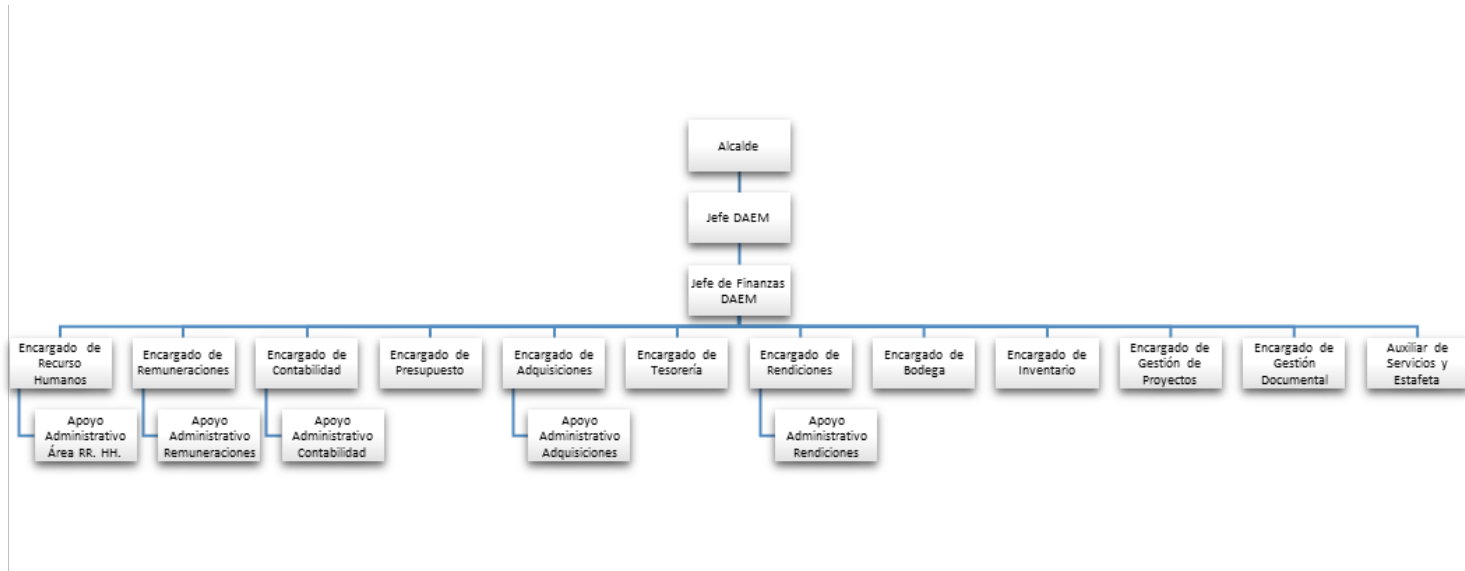 Alcalde
Jefe DAEM
Jefe de Finanzas
DAEM
Encargado de
Recurso
Humanos
Encargado de
Remuneraciones
Encargado de
Contabilidad
Encargado de
Presupuesto
Encargado de
Adquisiciones
Encargado de
Tesorería
Encargado de
Rendiciones
Encargado de
Bodega
Encargado de
Inventario
Encargado de
Gestión de
Proyectos
Encargado de
Gestión
Documental
Auxiliar de
Servicios y
Estafeta
Apoyo
Administrativo
Área RR. HH.
Apoyo
Administrativo
Remuneraciones
Apoyo
Administrativo
Contabilidad
Apoyo
Administrativo
Adquisiciones
Apoyo
Administrativo
Rendiciones